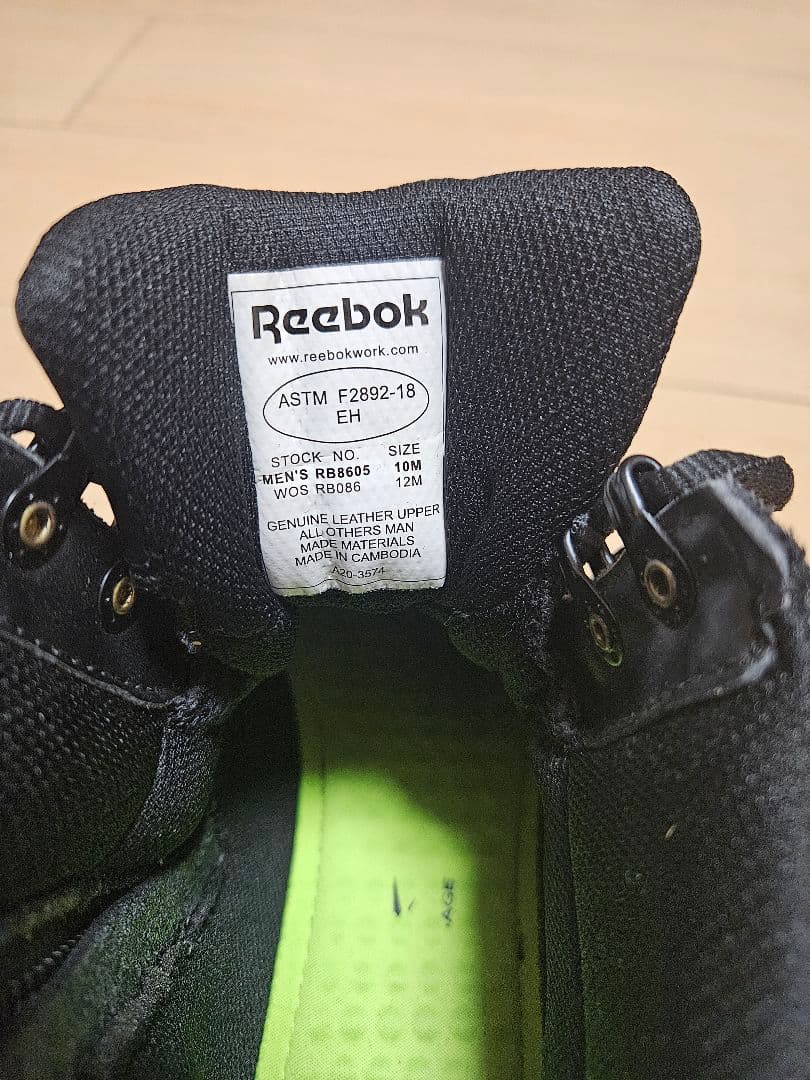 Reebok
www.reebokwork.com
ASTM F2892-18
EH
STOCK NO. SIZE
MEN'S RB8605 10M
WOS RB086 12M
GENUINE LEATHER UPPER
ALL OTHERS MAN
MADE MATERIALS
MADE IN CAMBODIA
A20-3574